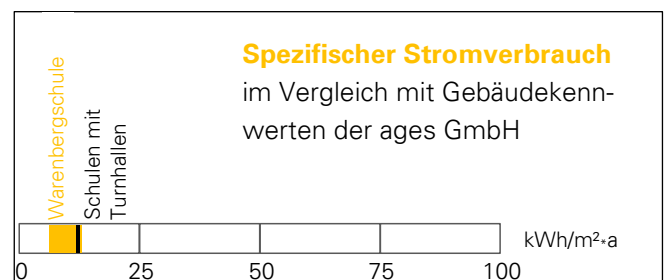 Spezifischer Stromverbrauch
im Vergleich mit Gebäudekenn-
werten der ages GmbH
Warenbergschule
Schulen mit
Turnhallen
kWh/m²*a
0 25 50 75 100